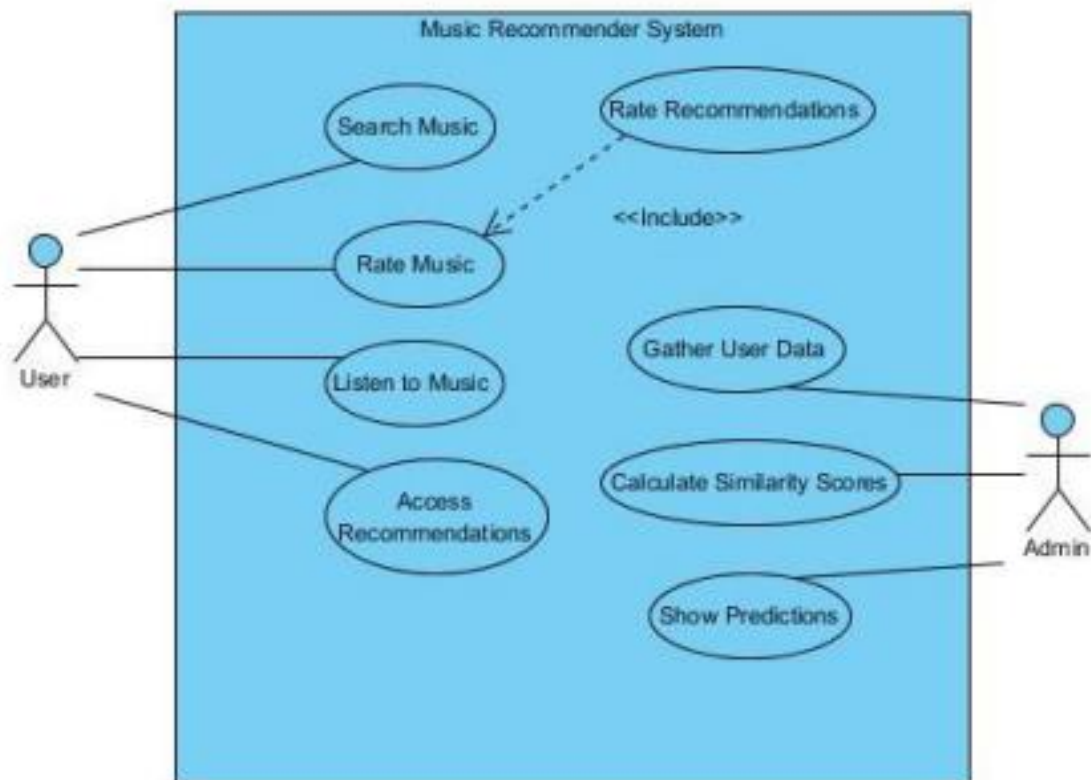 Music Recommender System
Search Music
Rate Recommendations
<<Include>>
Rate Music
Gather User Data
Listen to Music
User
Calculate Similarity Scores
Access
Recommendations
Admin
Show Predictions